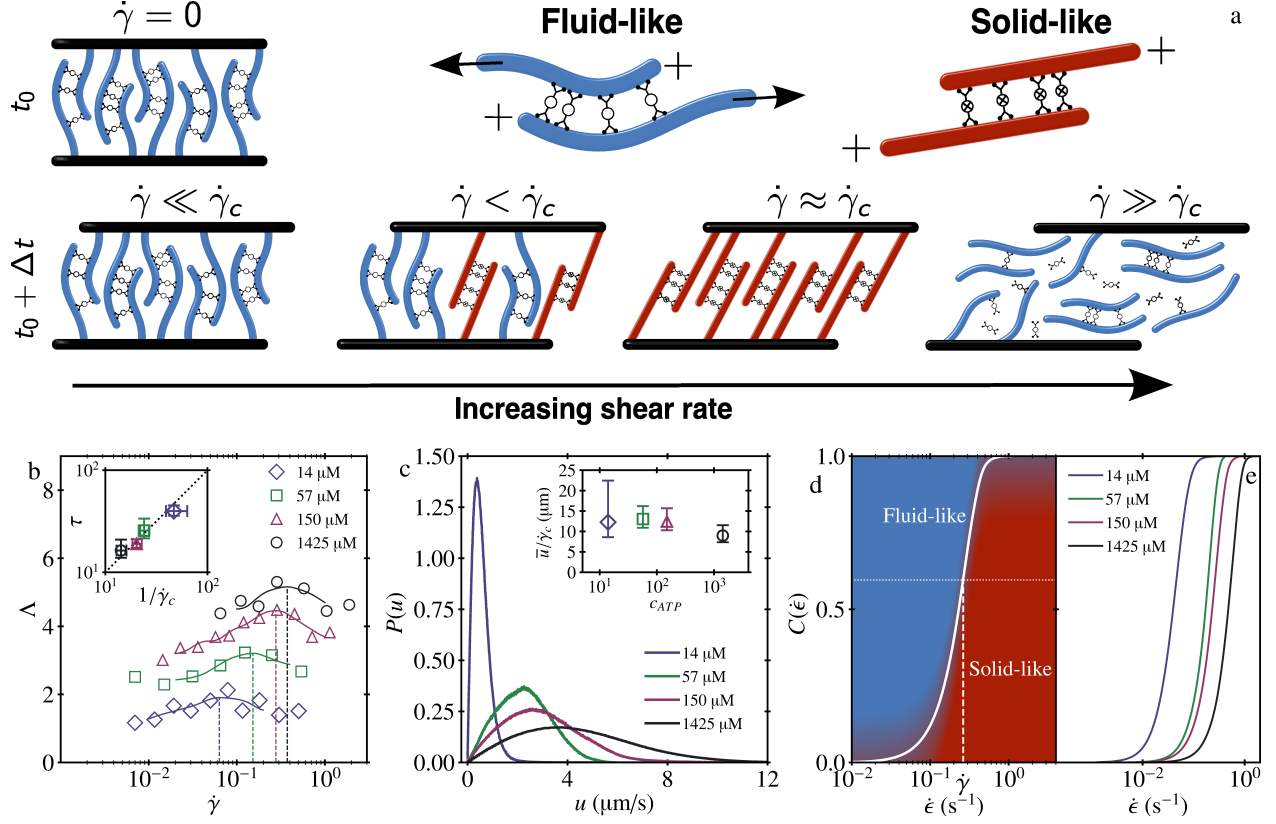 γ̇ = 0
Fluid-like
Solid-like
a
t₀
+
+
+
+
γ̇ ≪ γ̇c
γ̇ < γ̇c
γ̇ ≈ γ̇c
γ̇ ≫ γ̇c
t₀ + Δt
Increasing shear rate
b
8
6
4
2
0
Λ
10⁻²
10⁻¹
10⁰
γ̇
10²
τ
10¹
10¹
1/γ̇c
10²
14 μM
57 μM
150 μM
1425 μM
c
1.50
1.25
1.00
0.75
0.50
0.25
0.00
P(u)
0
4
8
12
u (μm/s)
25
20
15
10
5
0
ū/γ̇c (μm)
10¹
10²
10³
cATP
14 μM
57 μM
150 μM
1425 μM
d
1.0
0.5
0.0
C(ϵ̇)
Fluid-like
Solid-like
10⁻²
10⁻¹
γ̇
10⁰
ϵ̇ (s⁻¹)
e
14 μM
57 μM
150 μM
1425 μM
10⁻²
10⁻¹
10⁰
ϵ̇ (s⁻¹)